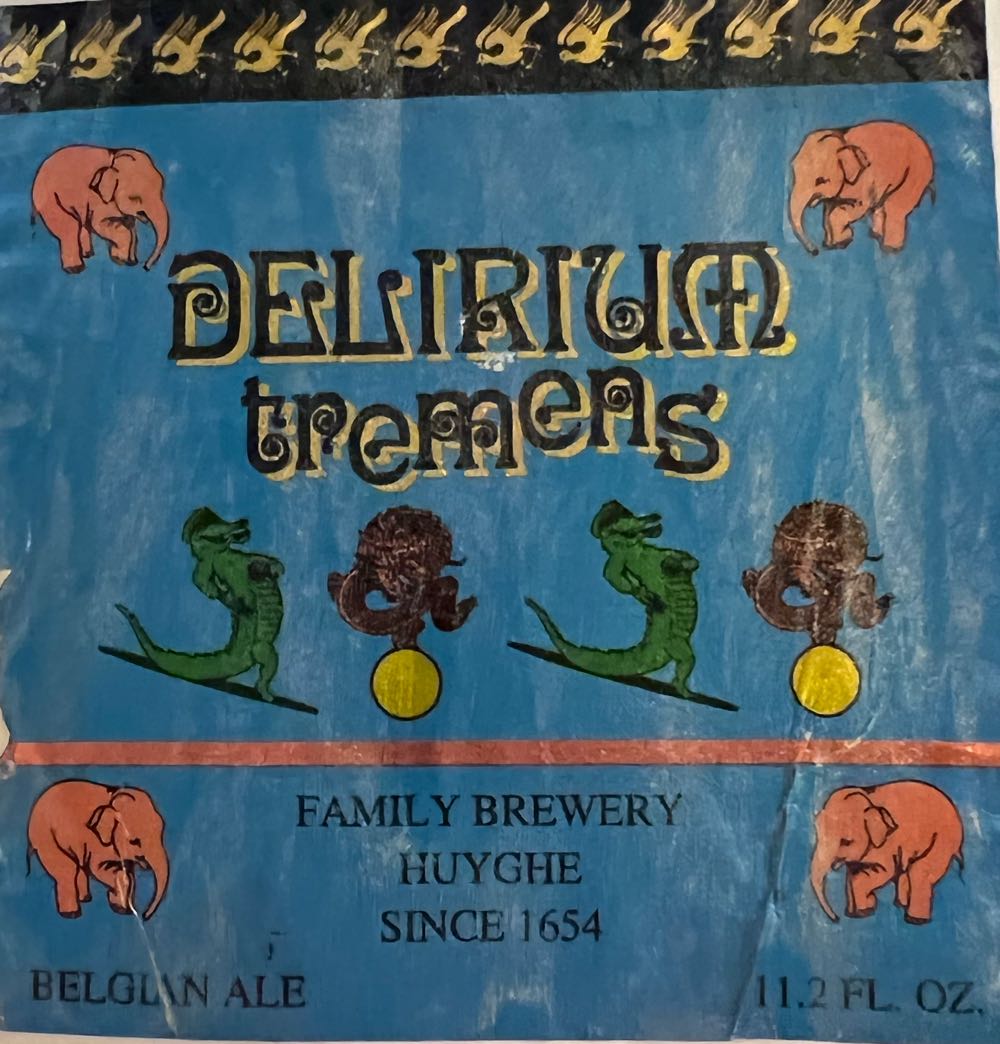 DELIRIUM
tremens
FAMILY BREWERY
HUYGHE
SINCE 1654
BELGIAN ALE
11.2 FL. OZ.